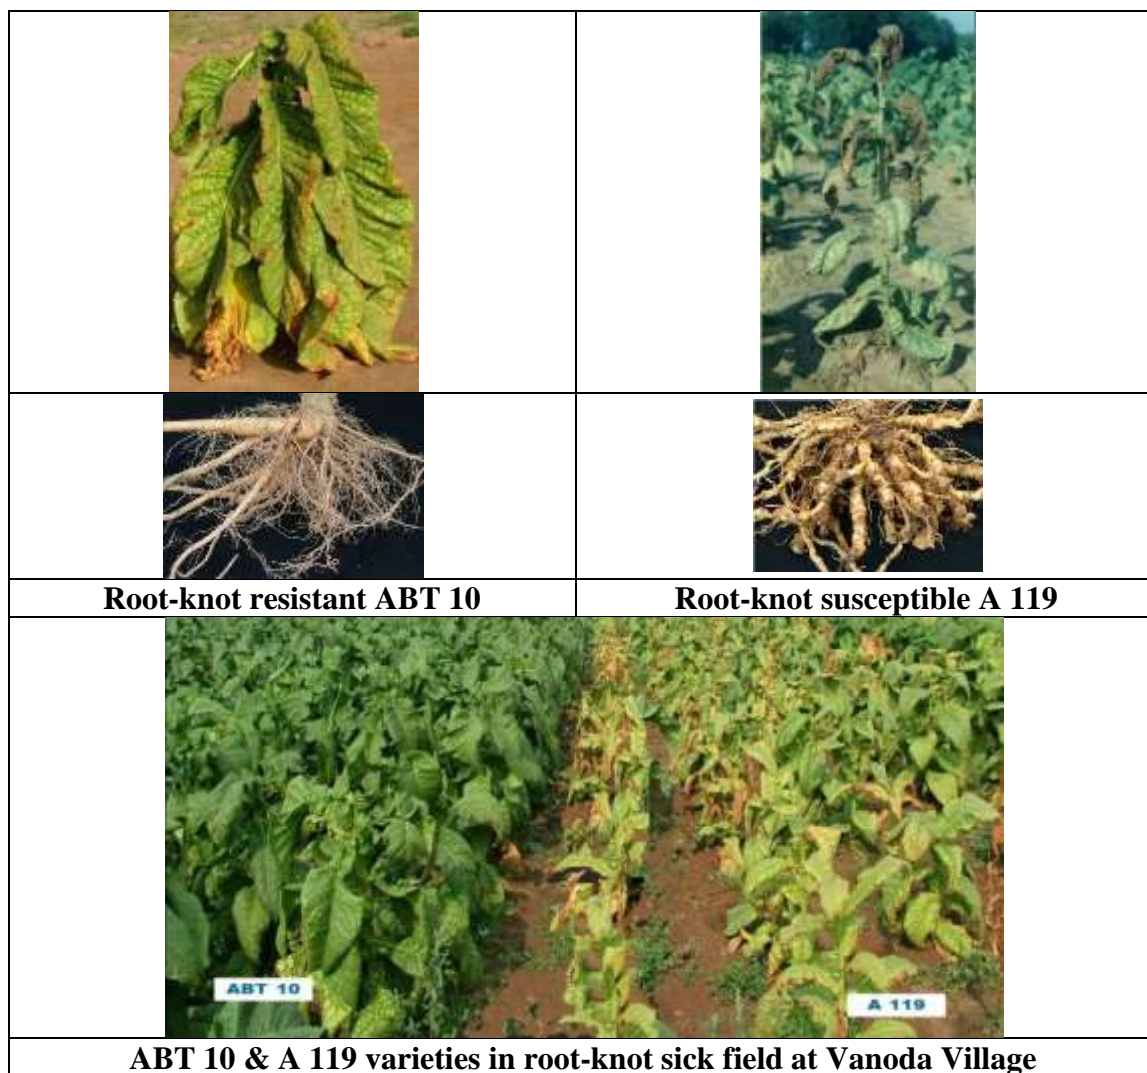 Root-knot resistant ABT 10
Root-knot susceptible A 119
ABT 10
A 119
ABT 10 & A 119 varieties in root-knot sick field at Vanoda Village